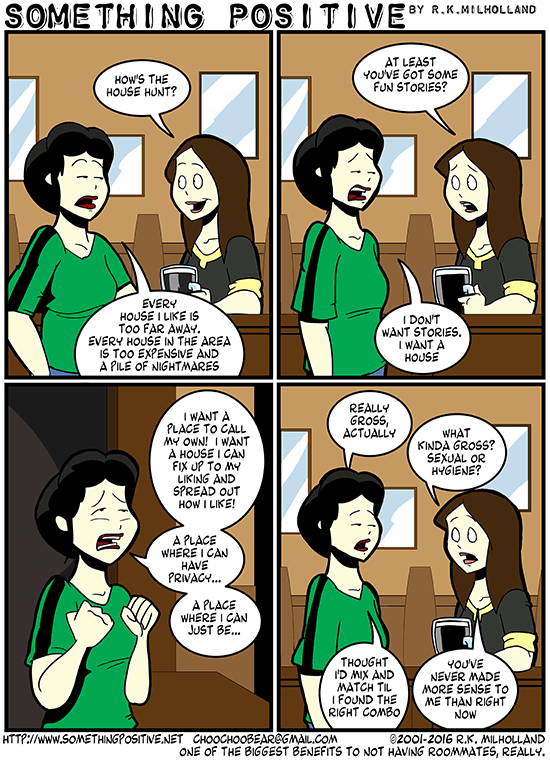 SOMETHING POSITIVE BY R.K.MILHOLLAND
HOW'S THE
HOUSE HUNT?
EVERY
HOUSE I LIKE IS
TOO FAR AWAY.
EVERY HOUSE IN THE AREA
IS TOO EXPENSIVE AND
A PILE OF NIGHTMARES
AT LEAST
YOU'VE GOT SOME
FUN STORIES?
I DON'T
WANT STORIES.
I WANT A
HOUSE
I WANT A
PLACE TO CALL
MY OWN! I WANT
A HOUSE I CAN
FIX UP TO MY
LIKING AND
SPREAD OUT
HOW I LIKE!
A PLACE
WHERE I CAN
HAVE
PRIVACY...
A PLACE
WHERE I CAN
JUST BE...
REALLY
GROSS,
ACTUALLY
WHAT
KINDA GROSS?
SEXUAL OR
HYGIENE?
THOUGHT
I'D MIX AND
MATCH TIL
I FOUND THE
RIGHT COMBO
YOU'VE
NEVER MADE
MORE SENSE TO
ME THAN RIGHT
NOW
HTTP://WWW.SOMETHINGPOSITIVE.NET CHOOCHOOBEAR@GMAIL.COM ©2001-2016 R.K. MILHOLLAND
ONE OF THE BIGGEST BENEFITS TO NOT HAVING ROOMMATES, REALLY.